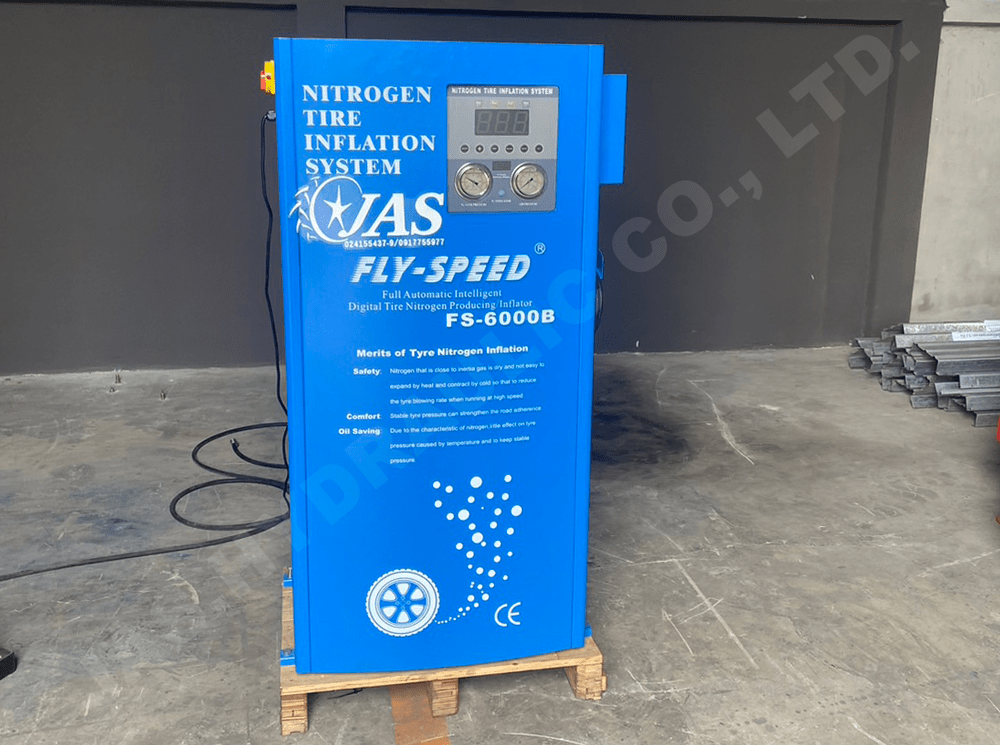 NITROGEN
TIRE
INFLATION
SYSTEM
NITROGEN TIRE INFLATION SYSTEM
JAS
024155437-9/0917755977
FLY-SPEED®
Full Automatic Intelligent
Digital Tire Nitrogen Producing/Inflator
FS-6000B
Merits of Tyre Nitrogen Inflation
Safety: Nitrogen that is close to inertia gas is dry and not easy to
expand by heat and contract by cold so that to reduce
the tyre blowing rate when running at high speed
Comfort: Stable tyre pressure can strengthen the road adherence
Oil Saving: Due to the characteristic of nitrogen,little effect on tyre
pressure caused by temperature and to keep stable
pressure.
CE
CO., LTD.